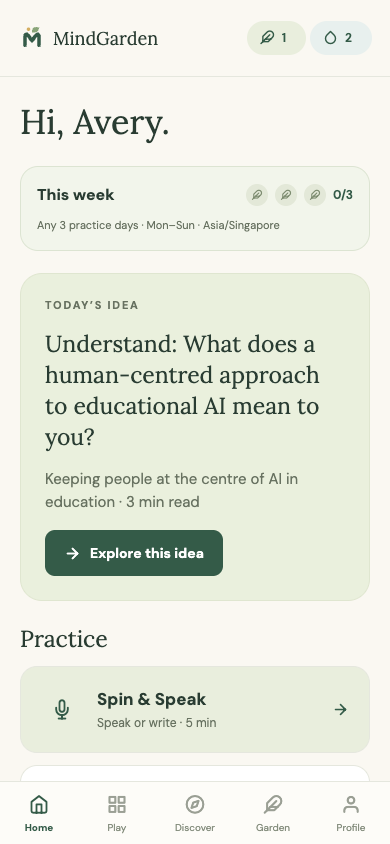 MindGarden
1
2
Hi, Avery.
This week
0/3
Any 3 practice days · Mon–Sun · Asia/Singapore
TODAY’S IDEA
Understand: What does a
human-centred approach
to educational AI mean to
you?
Keeping people at the centre of AI in
education · 3 min read
Explore this idea
Practice
Spin & Speak
Speak or write · 5 min
Home
Play
Discover
Garden
Profile